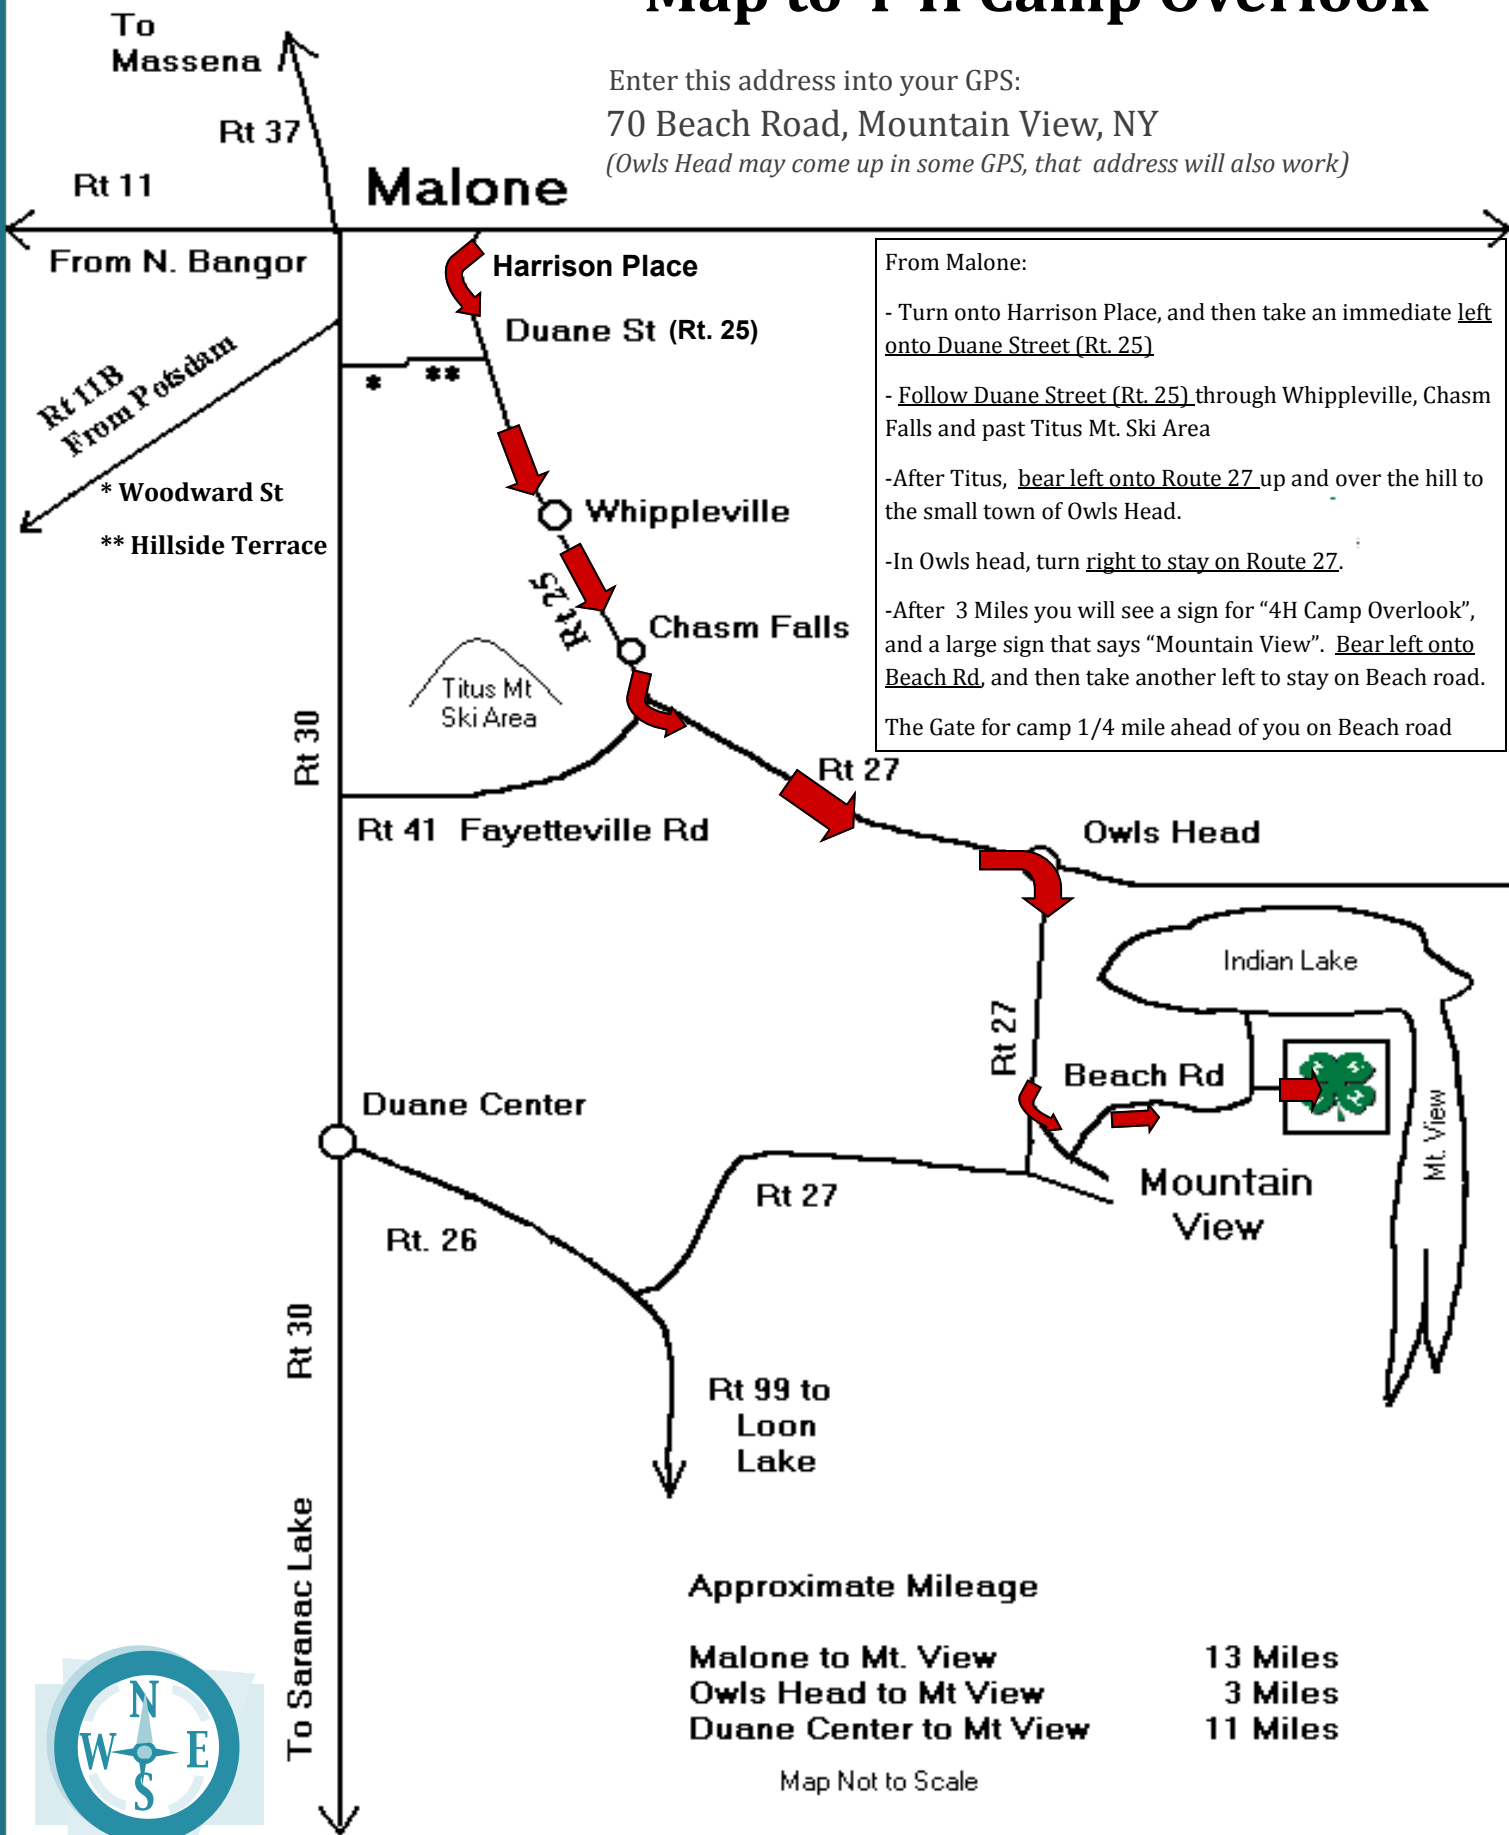 Map to 4-H Camp Overlook
To
Massena
Enter this address into your GPS:
70 Beach Road, Mountain View, NY
(Owls Head may come up in some GPS, that address will also work)
Rt 37
Rt 11
Malone
From N. Bangor
Harrison Place
Duane St (Rt. 25)
Rt 11B
From Potsdam
*
**
* Woodward St
** Hillside Terrace
From Malone:
- Turn onto Harrison Place, and then take an immediate left
onto Duane Street (Rt. 25)
- Follow Duane Street (Rt. 25) through Whippleville, Chasm
Falls and past Titus Mt. Ski Area
-After Titus, bear left onto Route 27 up and over the hill to
the small town of Owls Head.
-In Owls head, turn right to stay on Route 27.
-After 3 Miles you will see a sign for “4H Camp Overlook”,
and a large sign that says “Mountain View”. Bear left onto
Beach Rd, and then take another left to stay on Beach road.
The Gate for camp 1/4 mile ahead of you on Beach road
Whippleville
Rt 25
Chasm Falls
Titus Mt
Ski Area
Rt 30
Rt 27
Rt 41 Fayetteville Rd
Owls Head
Indian Lake
Rt 27
Beach Rd
H H H H
Mt. View
Duane Center
Mountain
View
Rt 27
Rt. 26
Rt 30
Rt 99 to
Loon
Lake
To Saranac Lake
Approximate Mileage
Malone to Mt. View 13 Miles
Owls Head to Mt View 3 Miles
Duane Center to Mt View 11 Miles
Map Not to Scale
N
W E
S